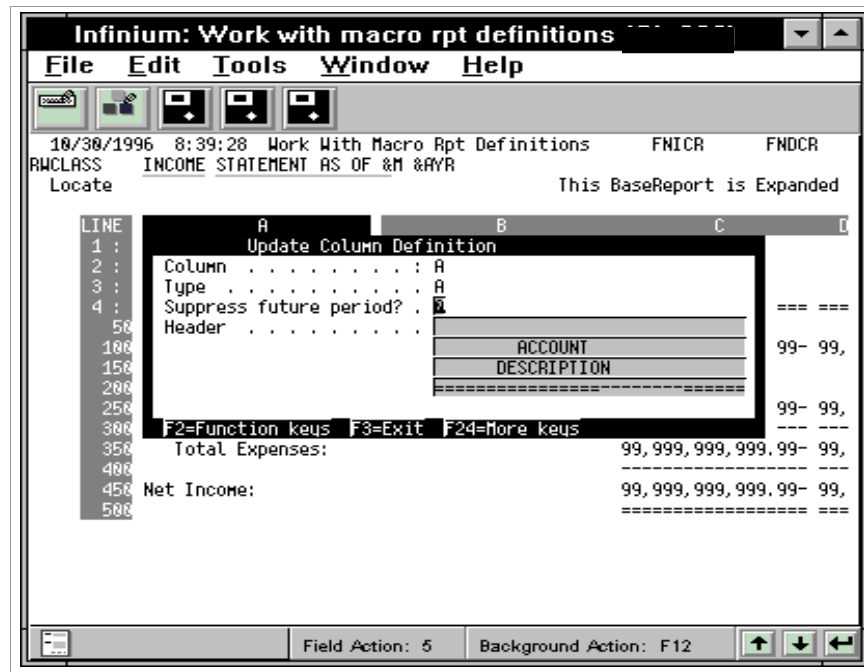 Infinium: Work with macro rpt definitions
File Edit Tools Window Help
10/30/1996 8:39:28 Work With Macro Rpt Definitions FNICR FNDCR
RWCLASS INCOME STATEMENT AS OF &M &AYR
Locate This BaseReport is Expanded
LINE A B C D
1 : Update Column Definition
2 : Column . . . . . . . . : A
3 : Type . . . . . . . . . . A
4 : Suppress future period? . === ===
50 Header . . . . . . . . .
100 ACCOUNT 99- 99,
150 DESCRIPTION
200 ================--------======
250 99- 99,
300 F2=Function keys F3=Exit F24=More keys --- ---
350 Total Expenses: 99,999,999,999.99- 99,
400 ------------------ ---
450 Net Income: 99,999,999,999.99- 99,
500 ================== ===
Field Action: 5 Background Action: F12